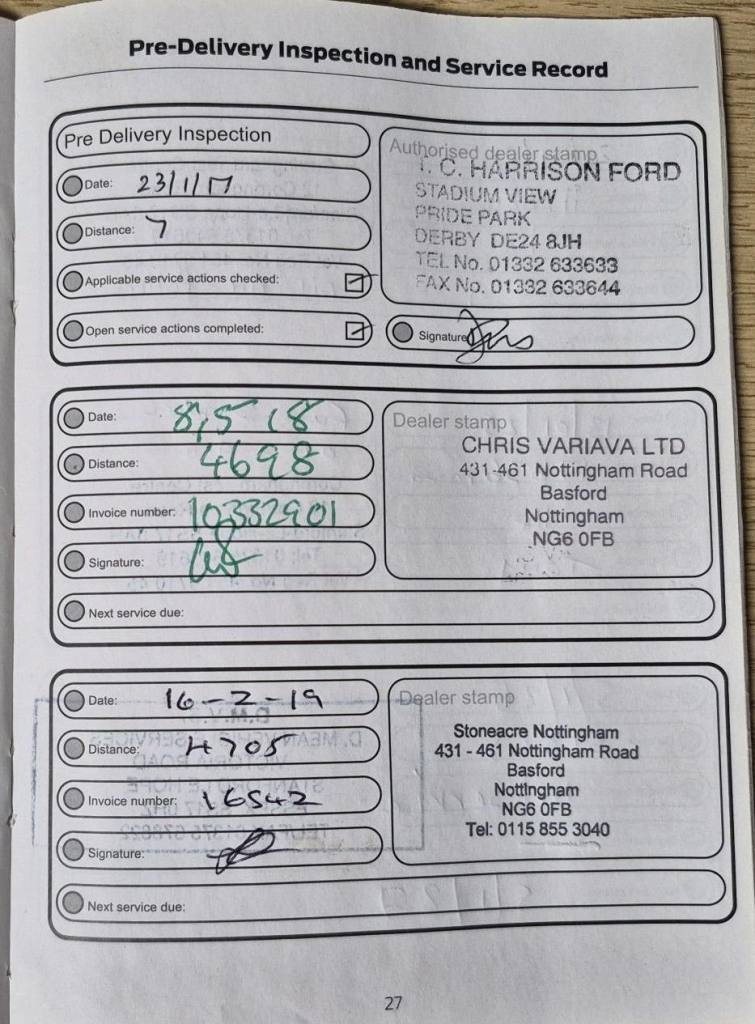 Pre-Delivery Inspection and Service Record
Pre Delivery Inspection
Date: 23/1/17
Distance: 7
Applicable service actions checked:
Open service actions completed:
Authorised dealer stamp
T. C. HARRISON FORD
STADIUM VIEW
PRIDE PARK
DERBY DE24 8JH
TEL No. 01332 633633
FAX No. 01332 633644
Signature
Date: 8,5 18
Distance: 4698
Invoice number: 10332901
Signature:
Next service due:
Dealer stamp
CHRIS VARIAVA LTD
431-461 Nottingham Road
Basford
Nottingham
NG6 0FB
Date: 16-2-19
Distance: 4705
Invoice number: 16542
Signature:
Next service due:
Dealer stamp
Stoneacre Nottingham
431 - 461 Nottingham Road
Basford
Nottingham
NG6 0FB
Tel: 0115 855 3040
27